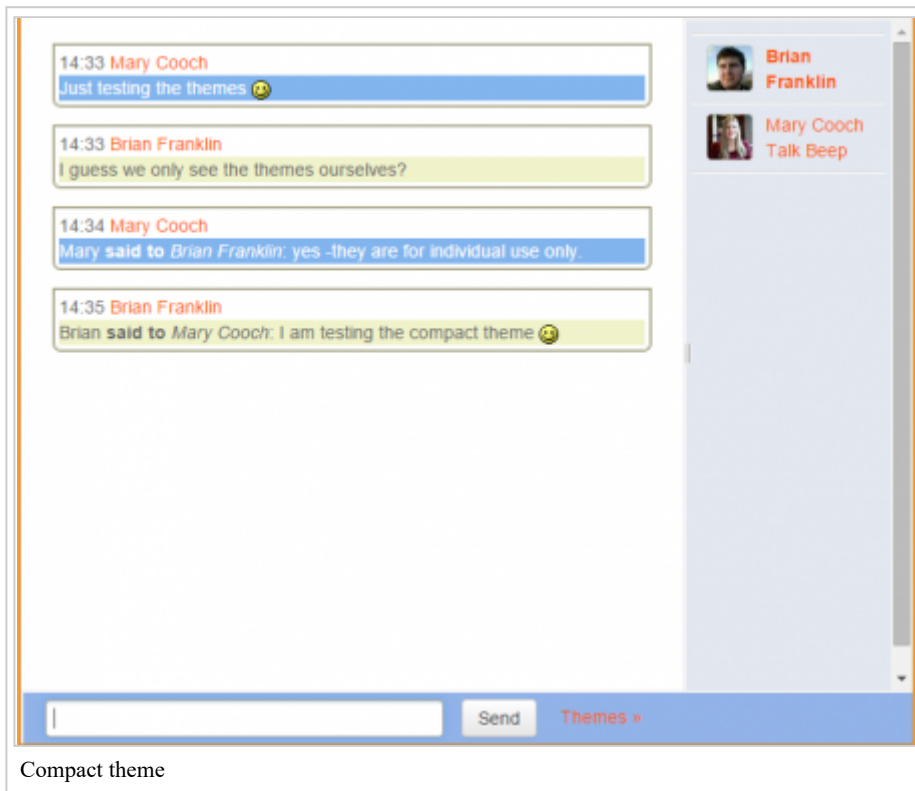 14:33 Mary Cooch
Just testing the themes
14:33 Brian Franklin
I guess we only see the themes ourselves?
14:34 Mary Cooch
Mary said to Brian Franklin: yes -they are for individual use only.
14:35 Brian Franklin
Brian said to Mary Cooch: I am testing the compact theme
Brian
Franklin
Mary Cooch
Talk Beep
Send
Themes »
Compact theme